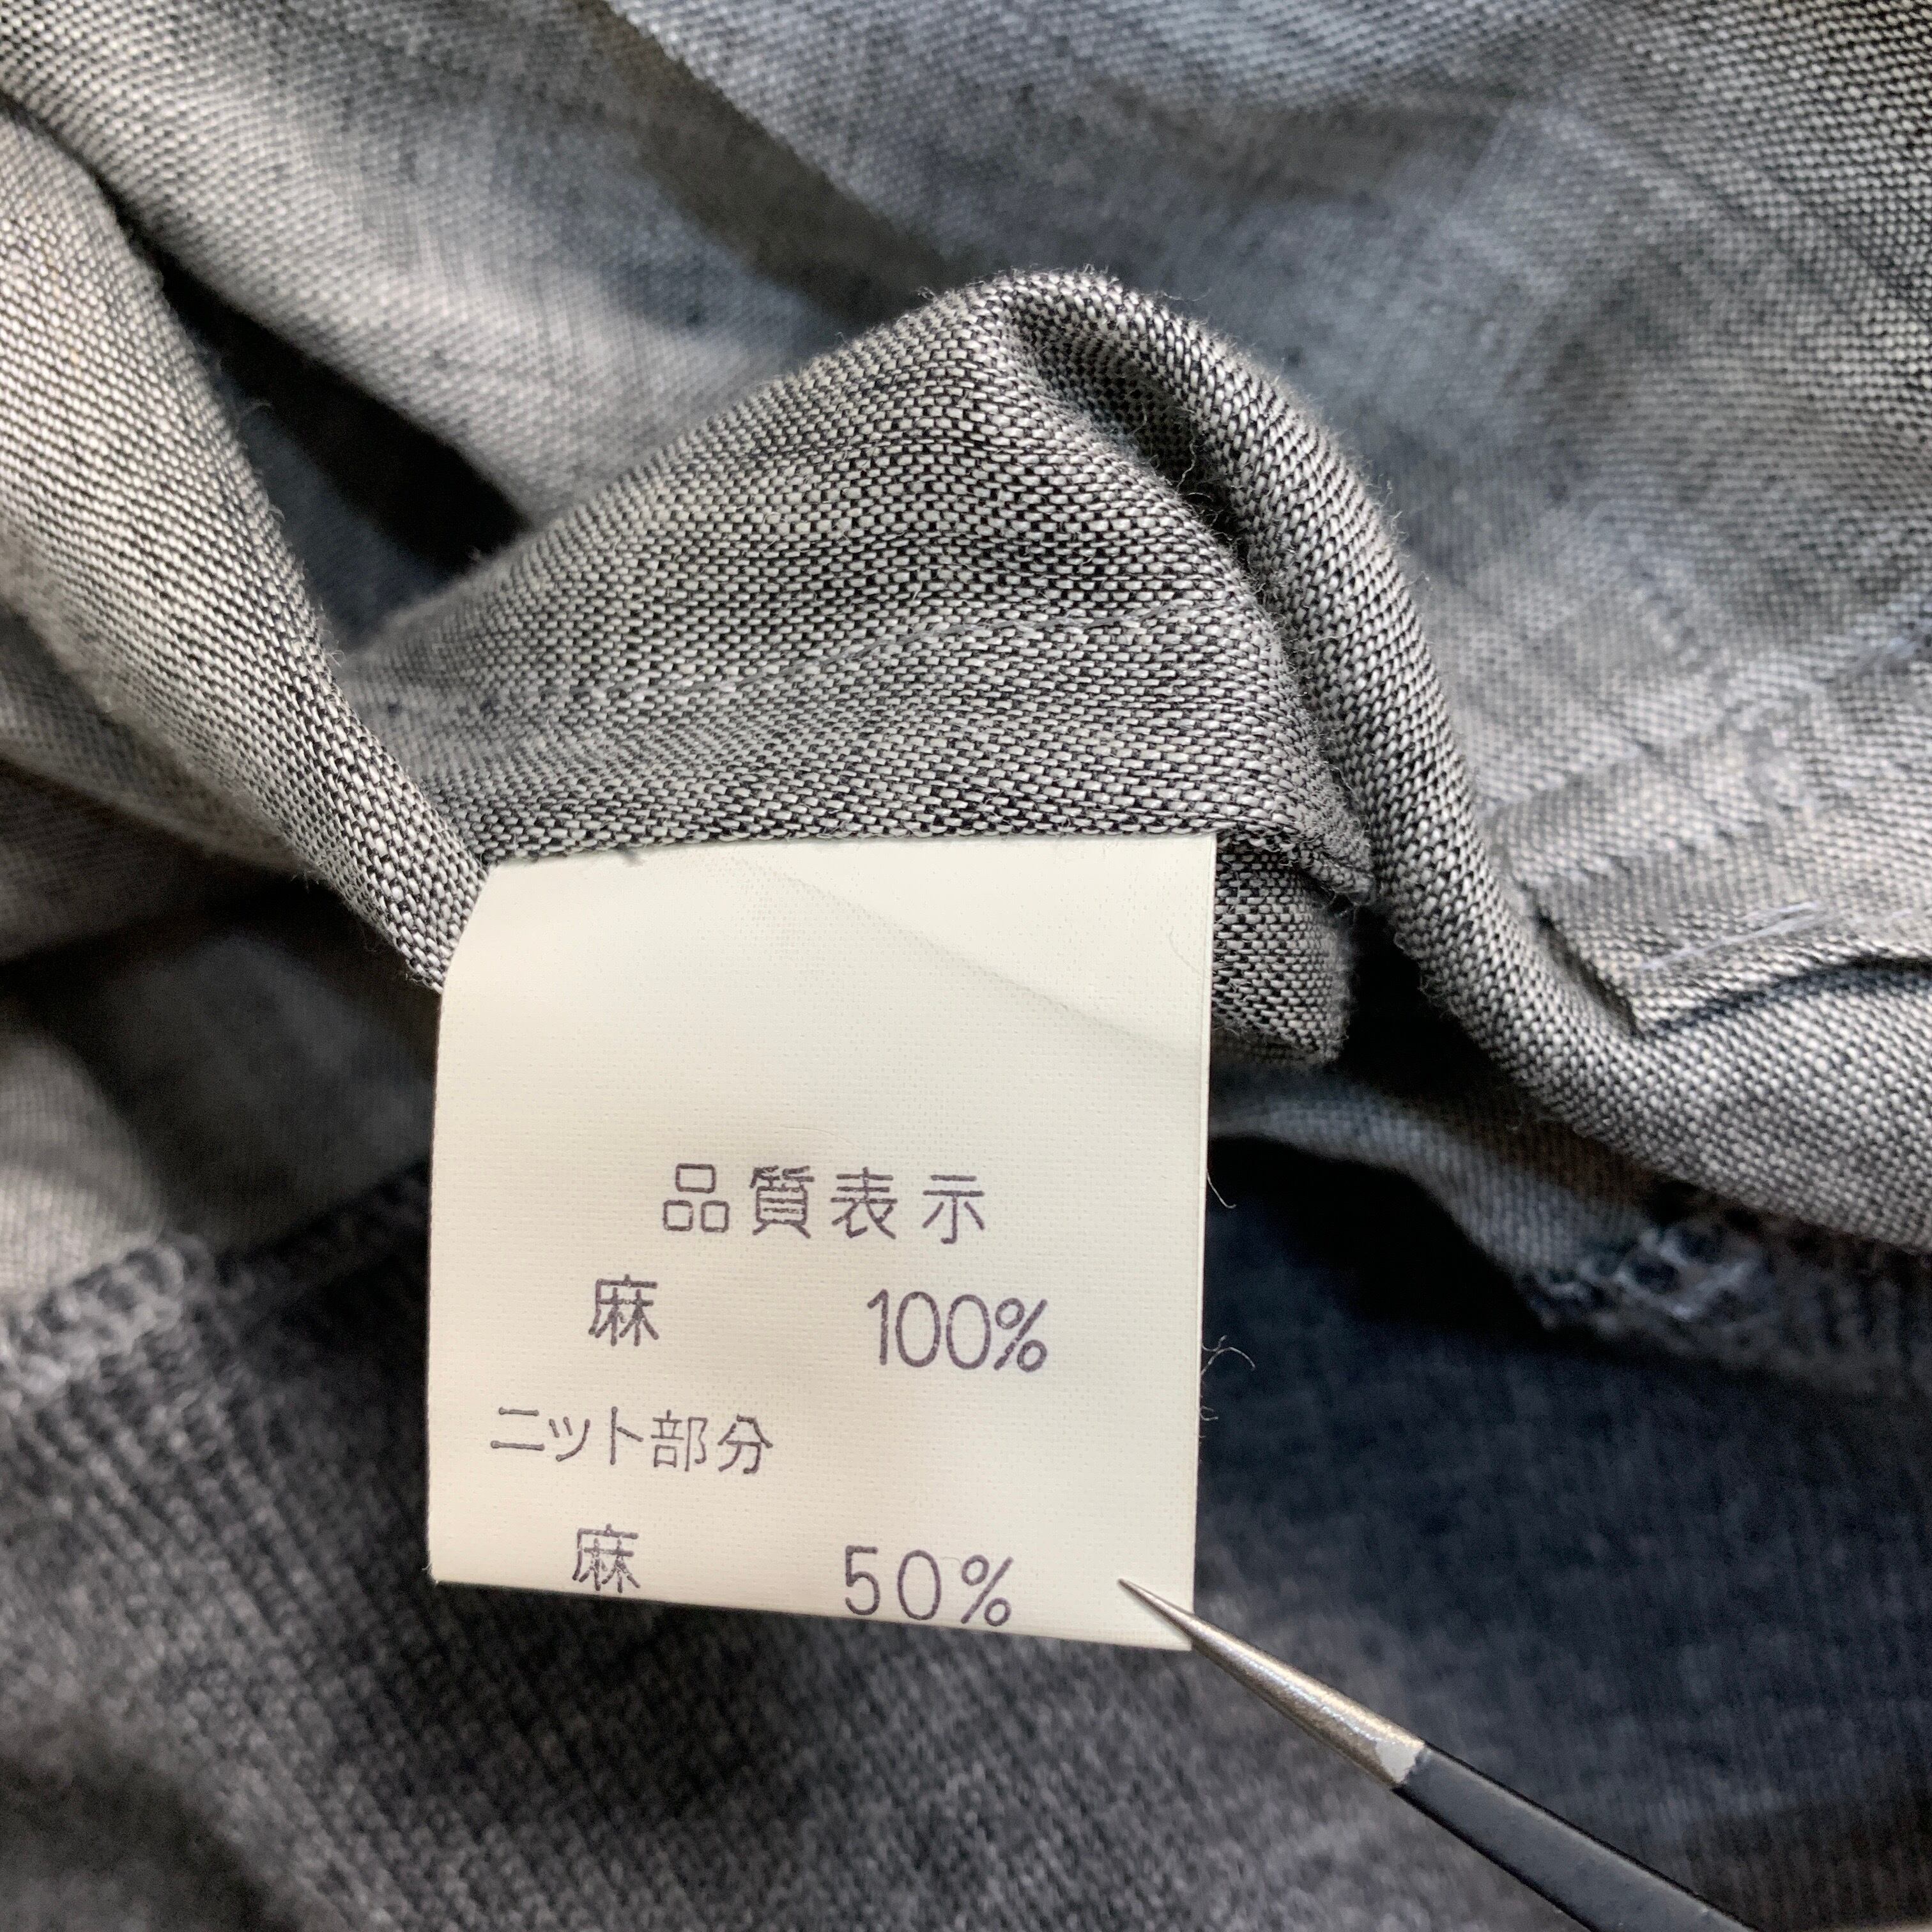 品質表示
麻 100%
ニット部分
麻 50%